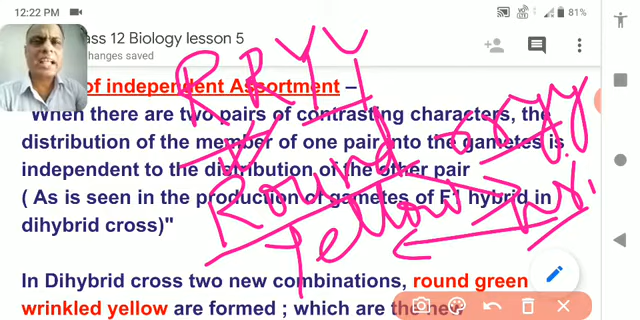 12:22 PM
81%
ass 12 Biology lesson 5
changes saved
of independent Assortment –
"When there are two pairs of contrasting characters, the
distribution of the member of one pair into the gametes is
independent to the distribution of the other pair
( As is seen in the production of gametes of F1 hybrid in
dihybrid cross)"
RRYY
rryy
Round
Yellow
In Dihybrid cross two new combinations, round green
wrinkled yellow are formed ; which are the new